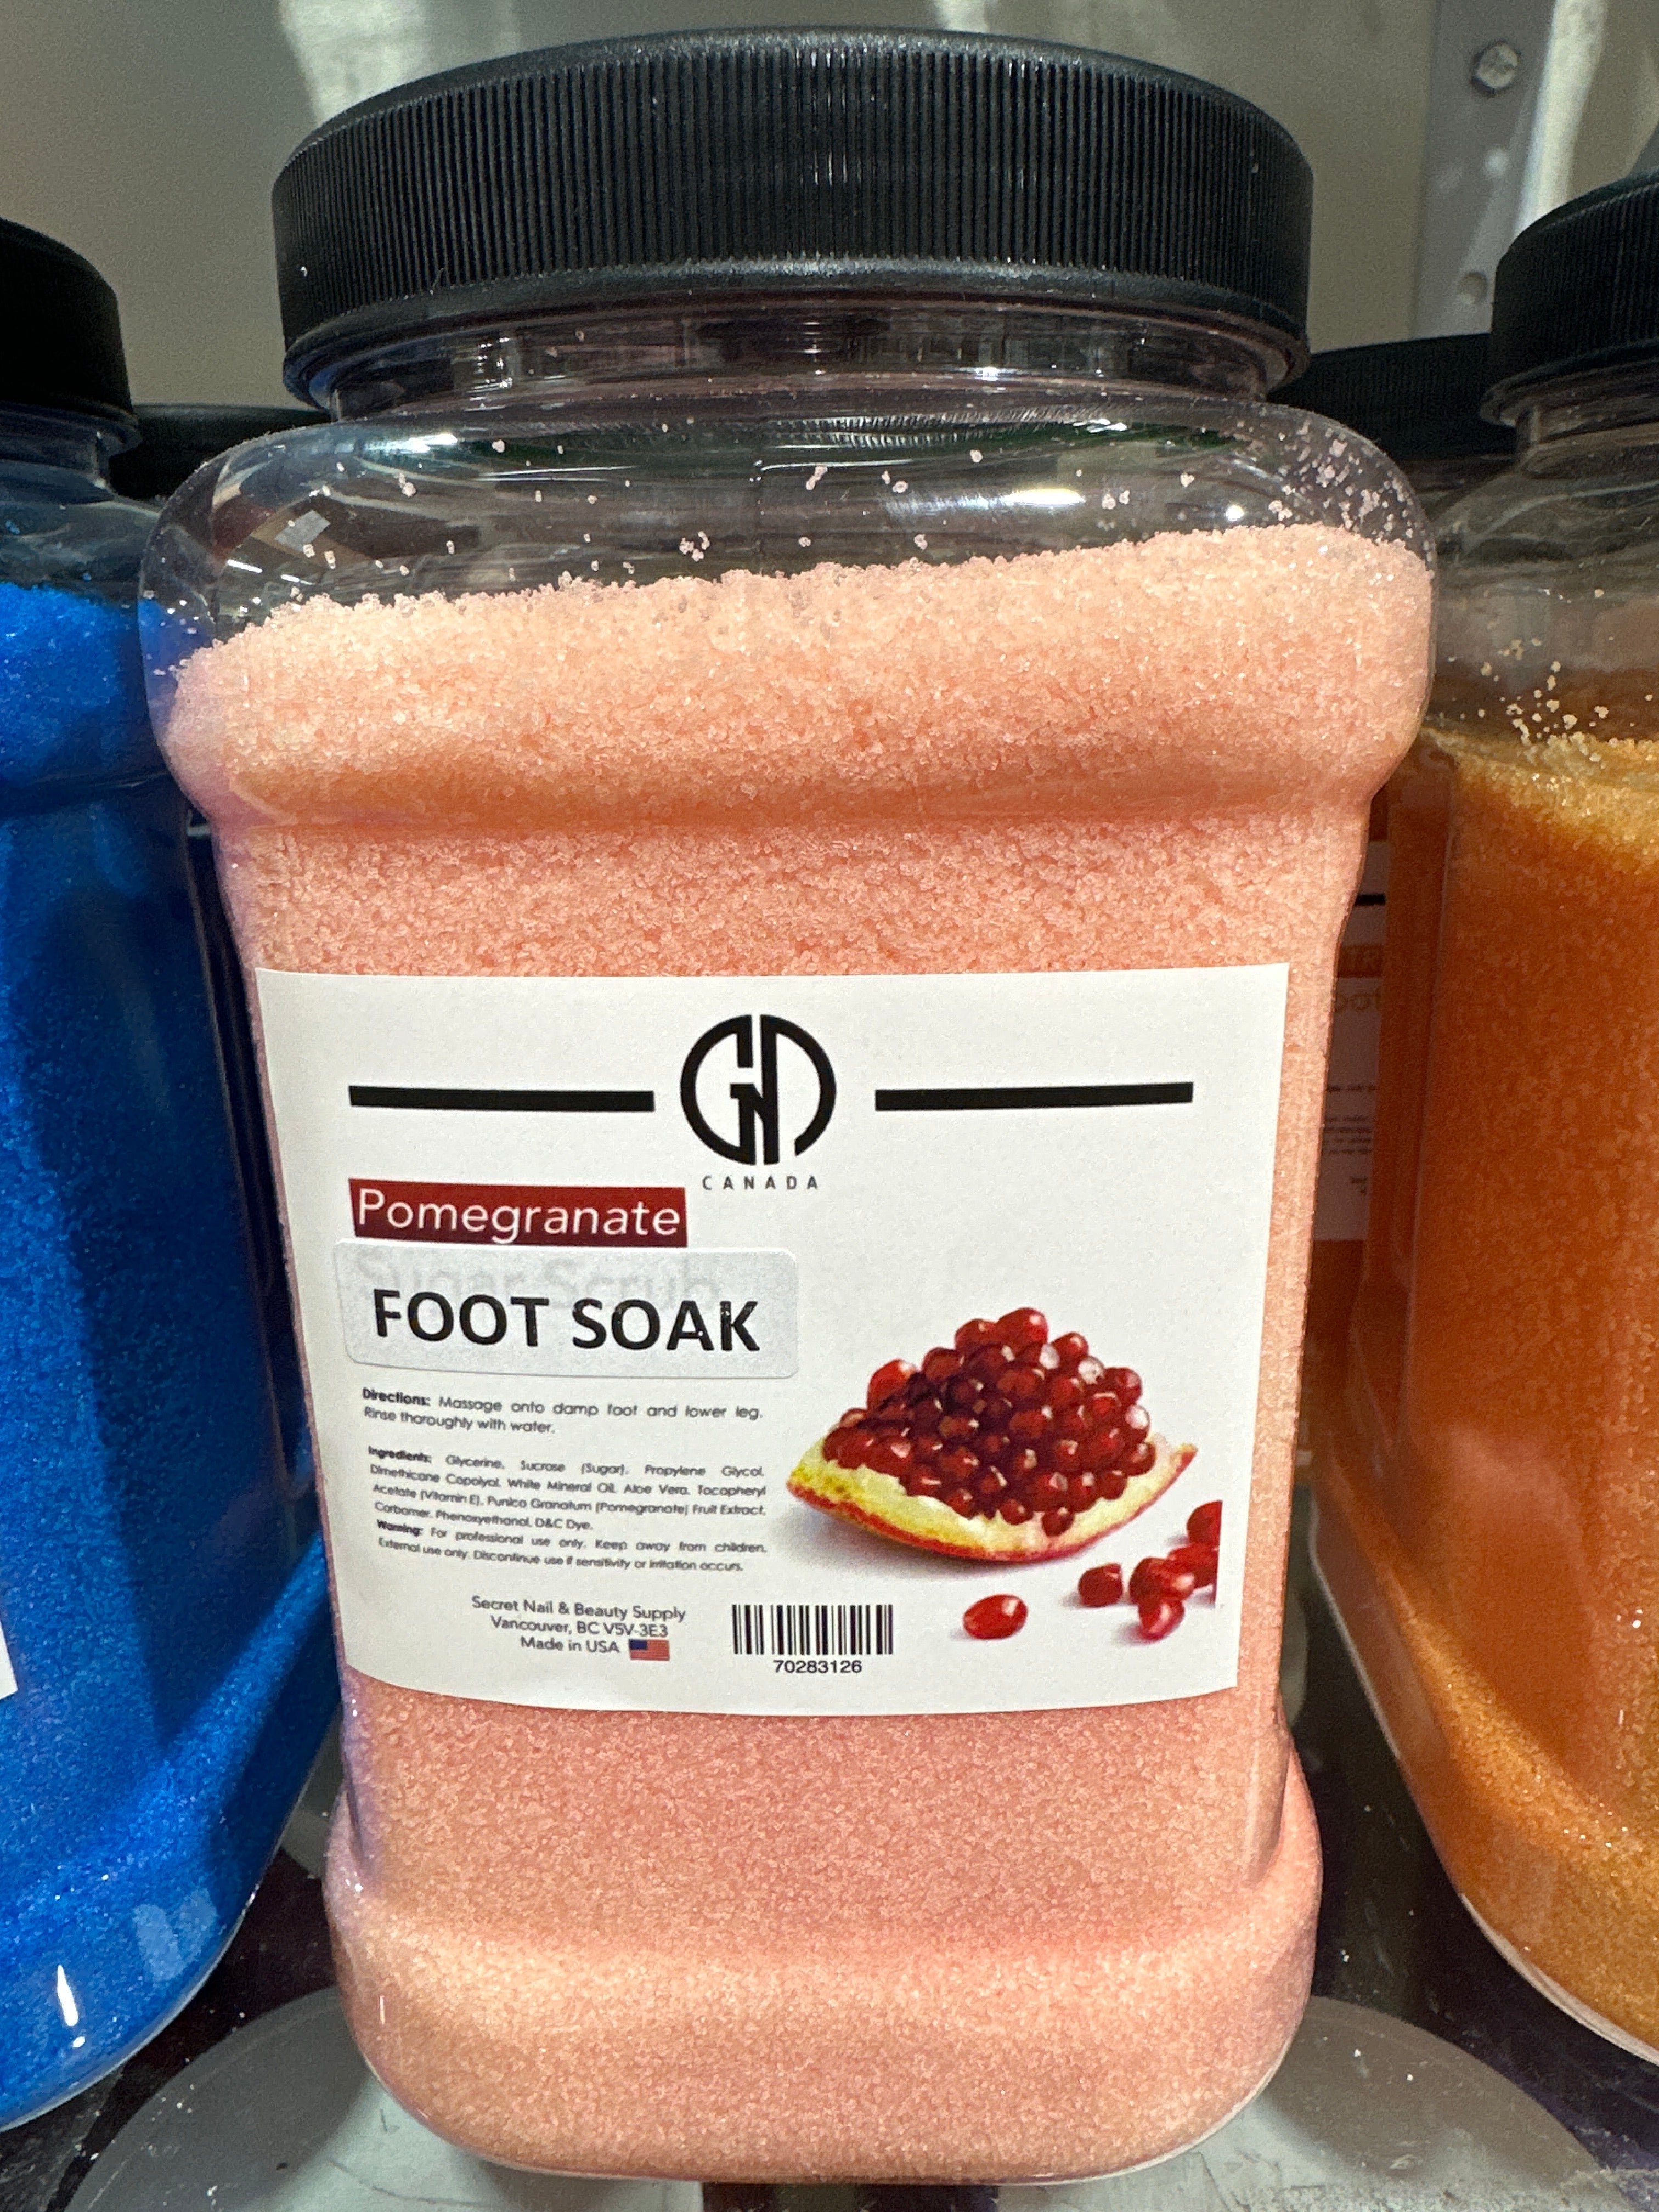 GND
CANADA
Pomegranate
Sugar Scrub
FOOT SOAK
Directions: Massage onto damp foot and lower leg.
Rinse thoroughly with water.
Ingredients: Glycerine, Sucrose (Sugar), Propylene Glycol,
Dimethicone Copolyol, White Mineral Oil, Aloe Vera, Tocopheryl
Acetate (Vitamin E), Punica Granatum (Pomegranate) Fruit Extract,
Carbomer, Phenoxyethanol, D&C Dye.
Warning: For professional use only. Keep away from children.
External use only. Discontinue use if sensitivity or irritation occurs.
Secret Nail & Beauty Supply
Vancouver, BC V5V-3E3
Made in USA
70283126